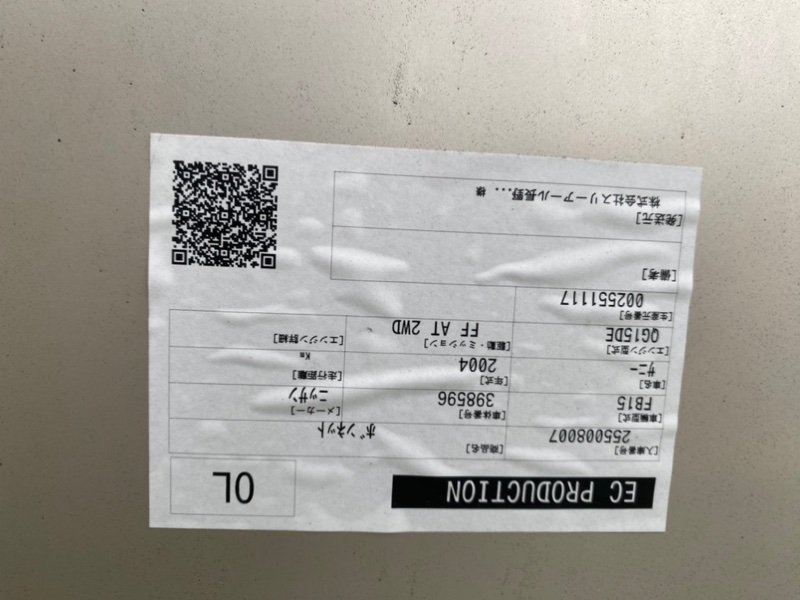 EC PRODUCTION
OL
[入庫番号]
255008007
[商品名]
ボンネット
[車輌型式]
FB15
[車体番号]
398596
[メーカー]
ニッサン
[車名]
サニー
[年式]
2004
[走行距離]
Km
[エンジン型式]
QG15DE
[駆動・ミッション]
FF AT 2WD
[エンジン詳細]
[生産元番号]
002551117
[備考]
[発送元]
株式会社スリーアール長野... 様